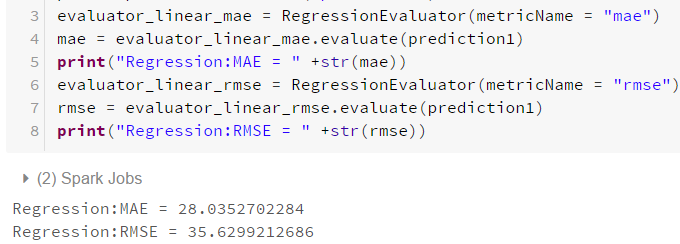 3 evaluator_linear_mae = RegressionEvaluator(metricName = "mae")
4 mae = evaluator_linear_mae.evaluate(prediction1)
5 print("Regression:MAE = " +str(mae))
6 evaluator_linear_rmse = RegressionEvaluator(metricName = "rmse")
7 rmse = evaluator_linear_rmse.evaluate(prediction1)
8 print("Regression:RMSE = " +str(rmse))
(2) Spark Jobs
Regression:MAE = 28.0352702284
Regression:RMSE = 35.6299212686